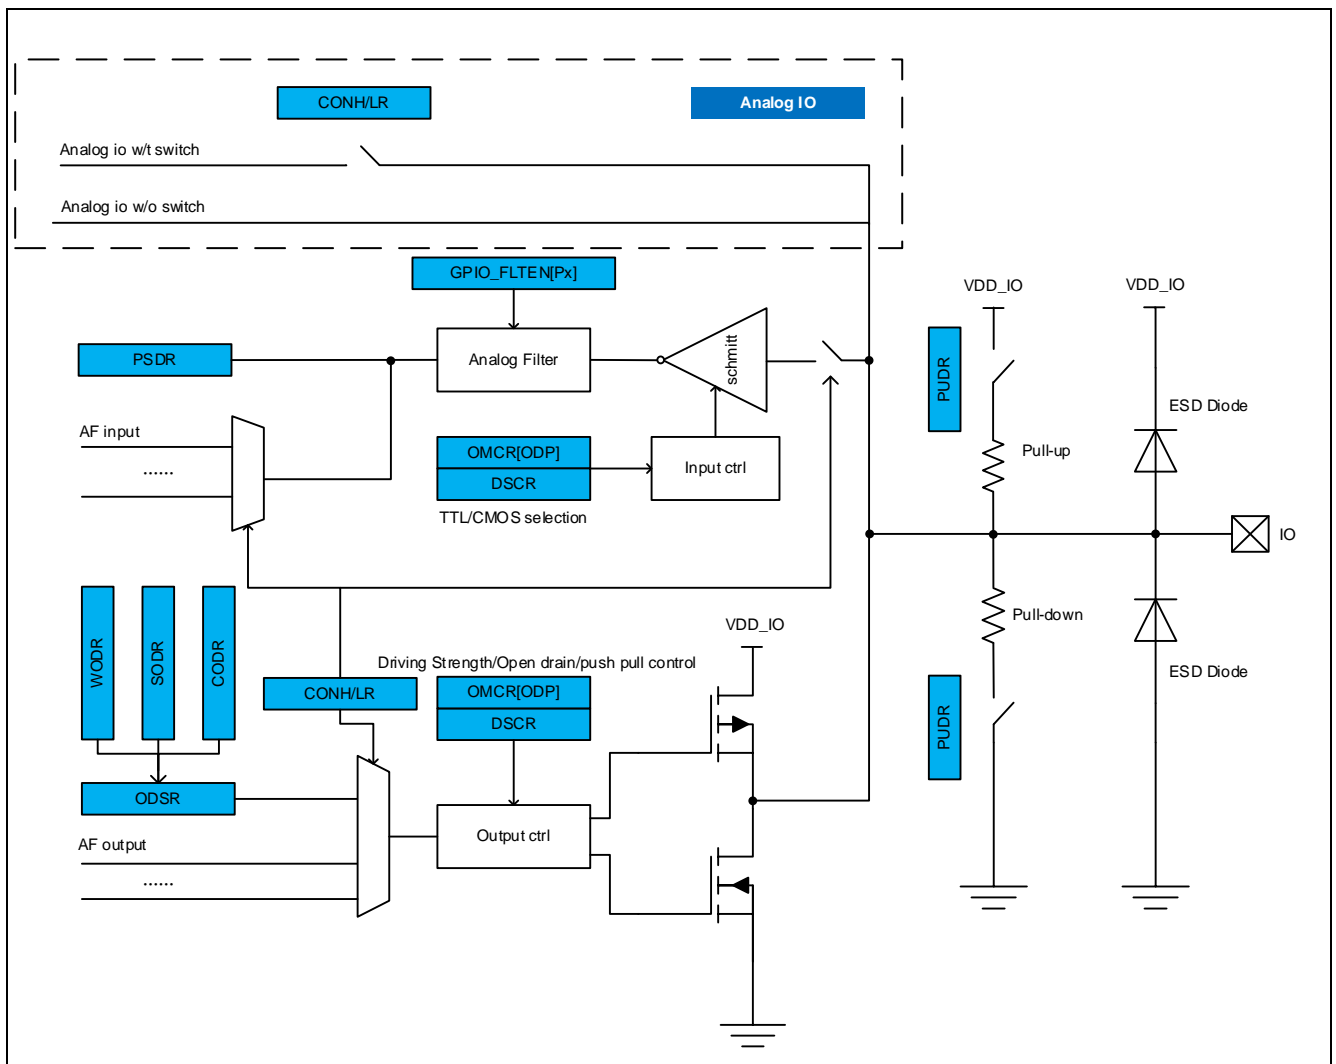 CONH/LR
Analog IO
Analog io w/t switch
Analog io w/o switch
GPIO_FLTEN[Px]
VDD_IO
VDD_IO
PSDR
Analog Filter
schmitt
PUDR
ESD Diode
AF input
......
OMCR[ODP]
DSCR
Input ctrl
Pull-up
TTL/CMOS selection
IO
WODR
SODR
CODR
Pull-down
VDD_IO
Driving Strength/Open drain/push pull control
ESD Diode
CONH/LR
OMCR[ODP]
DSCR
PUDR
ODSR
Output ctrl
AF output
......